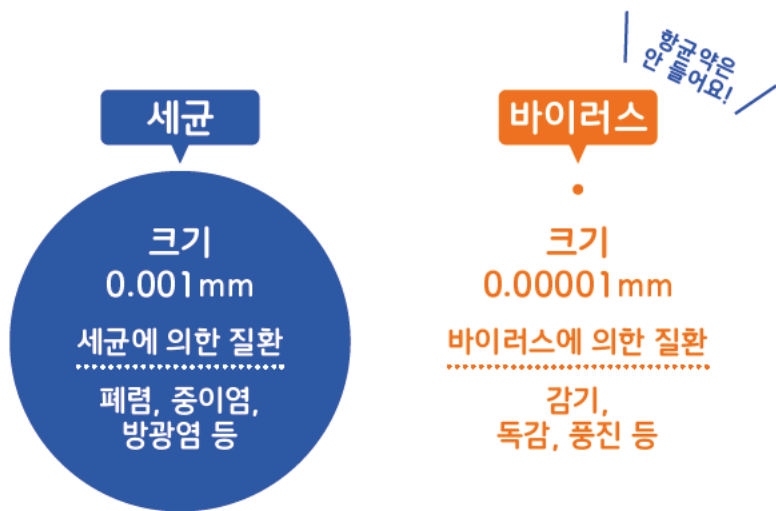 항균약은
안 들어요!
세균
바이러스
크기
0.001mm
세균에 의한 질환
폐렴, 중이염,
방광염 등
크기
0.00001mm
바이러스에 의한 질환
감기,
독감, 풍진 등